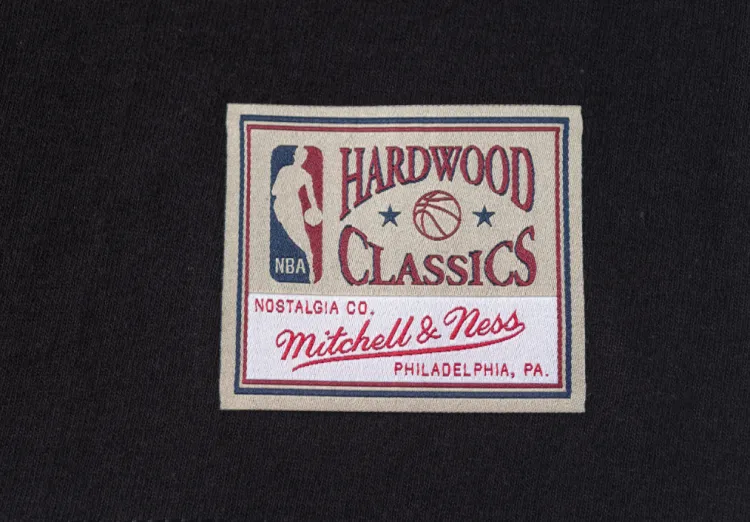 NBA
HARDWOOD
CLASSICS
NOSTALGIA CO.
Mitchell & Ness
PHILADELPHIA, PA.